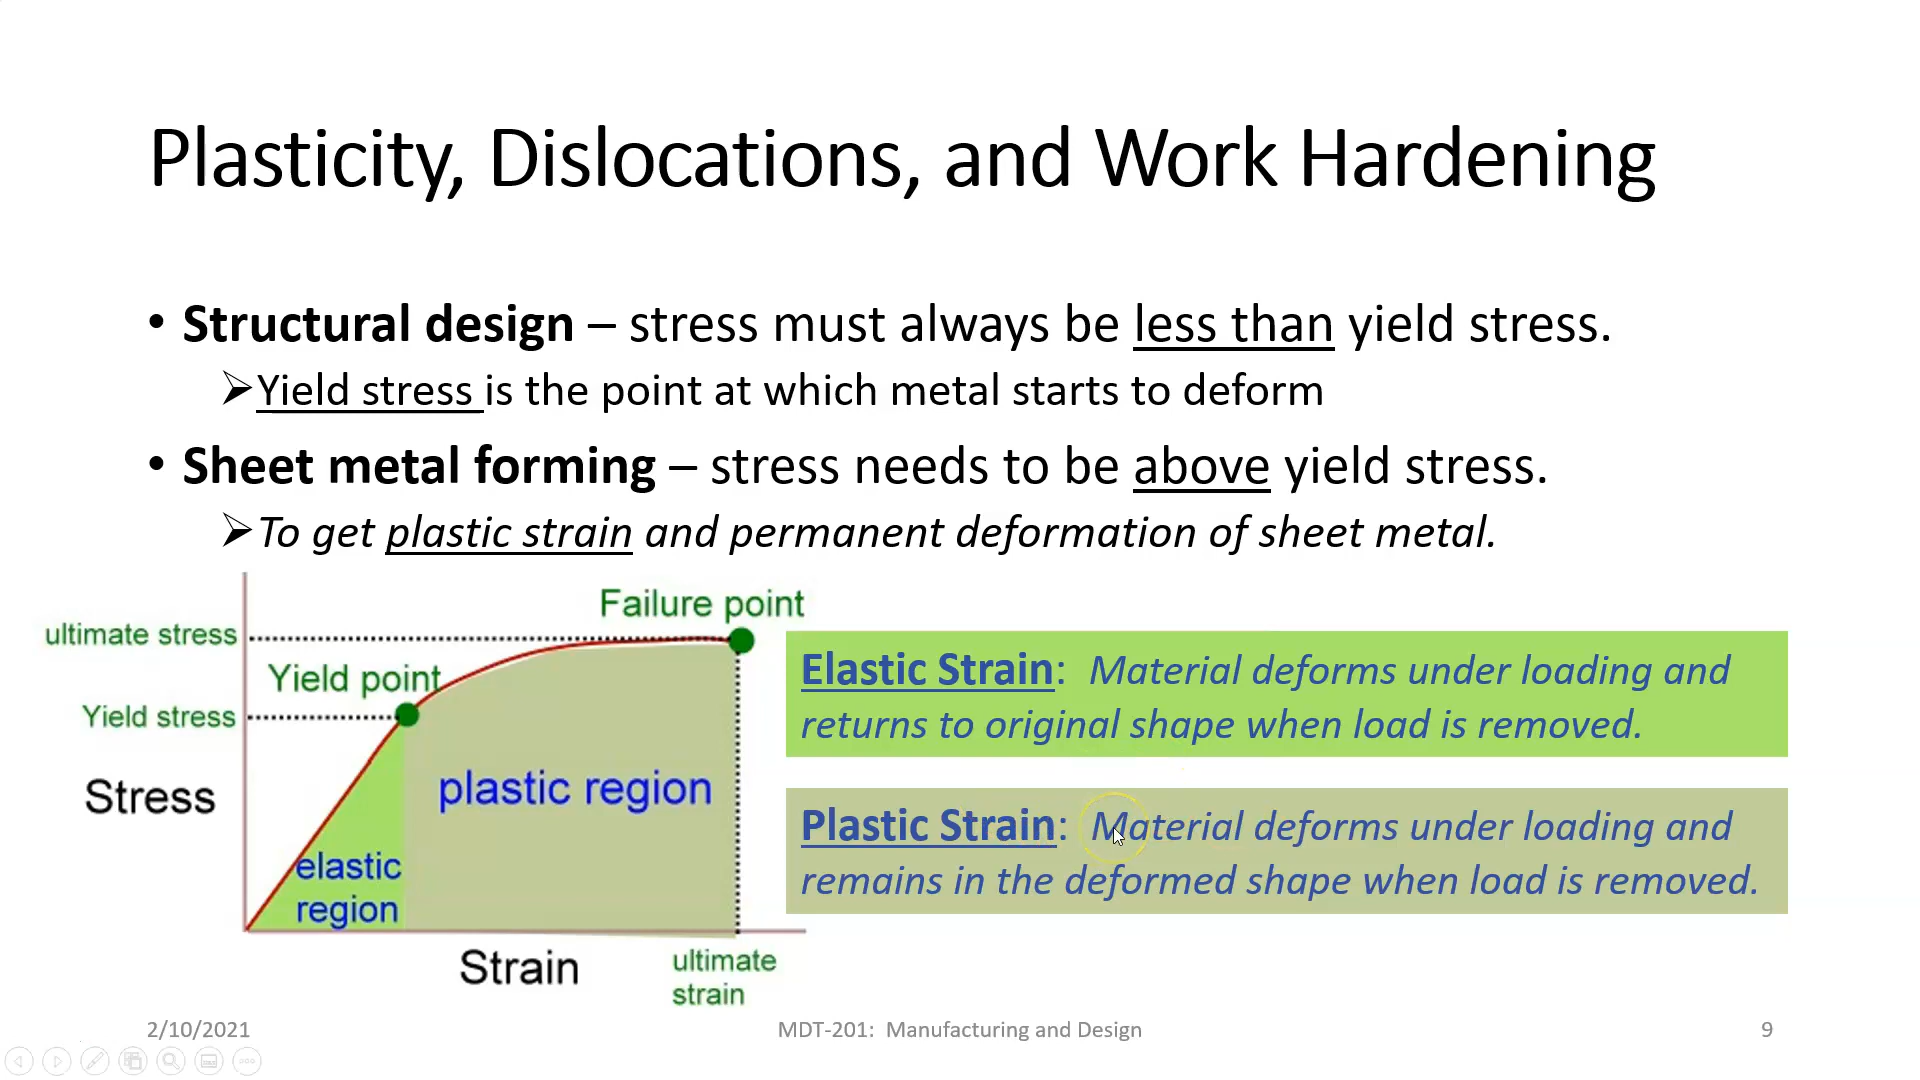 Plasticity, Dislocations, and Work Hardening
• Structural design – stress must always be less than yield stress.
➢Yield stress is the point at which metal starts to deform
• Sheet metal forming – stress needs to be above yield stress.
➢To get plastic strain and permanent deformation of sheet metal.
Failure point
ultimate stress
Yield point
Yield stress
Stress
plastic region
elastic
region
Strain
ultimate
strain
Elastic Strain: Material deforms under loading and
returns to original shape when load is removed.
Plastic Strain: Material deforms under loading and
remains in the deformed shape when load is removed.
2/10/2021
MDT-201: Manufacturing and Design
9